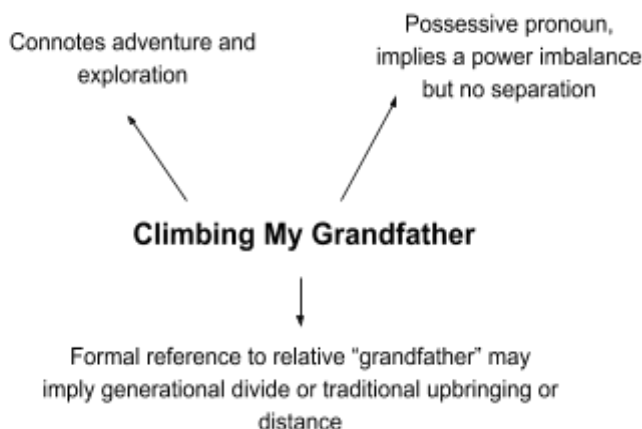 Connotes adventure and
exploration
Possessive pronoun,
implies a power imbalance
but no separation
Climbing My Grandfather
Formal reference to relative “grandfather” may
imply generational divide or traditional upbringing or
distance